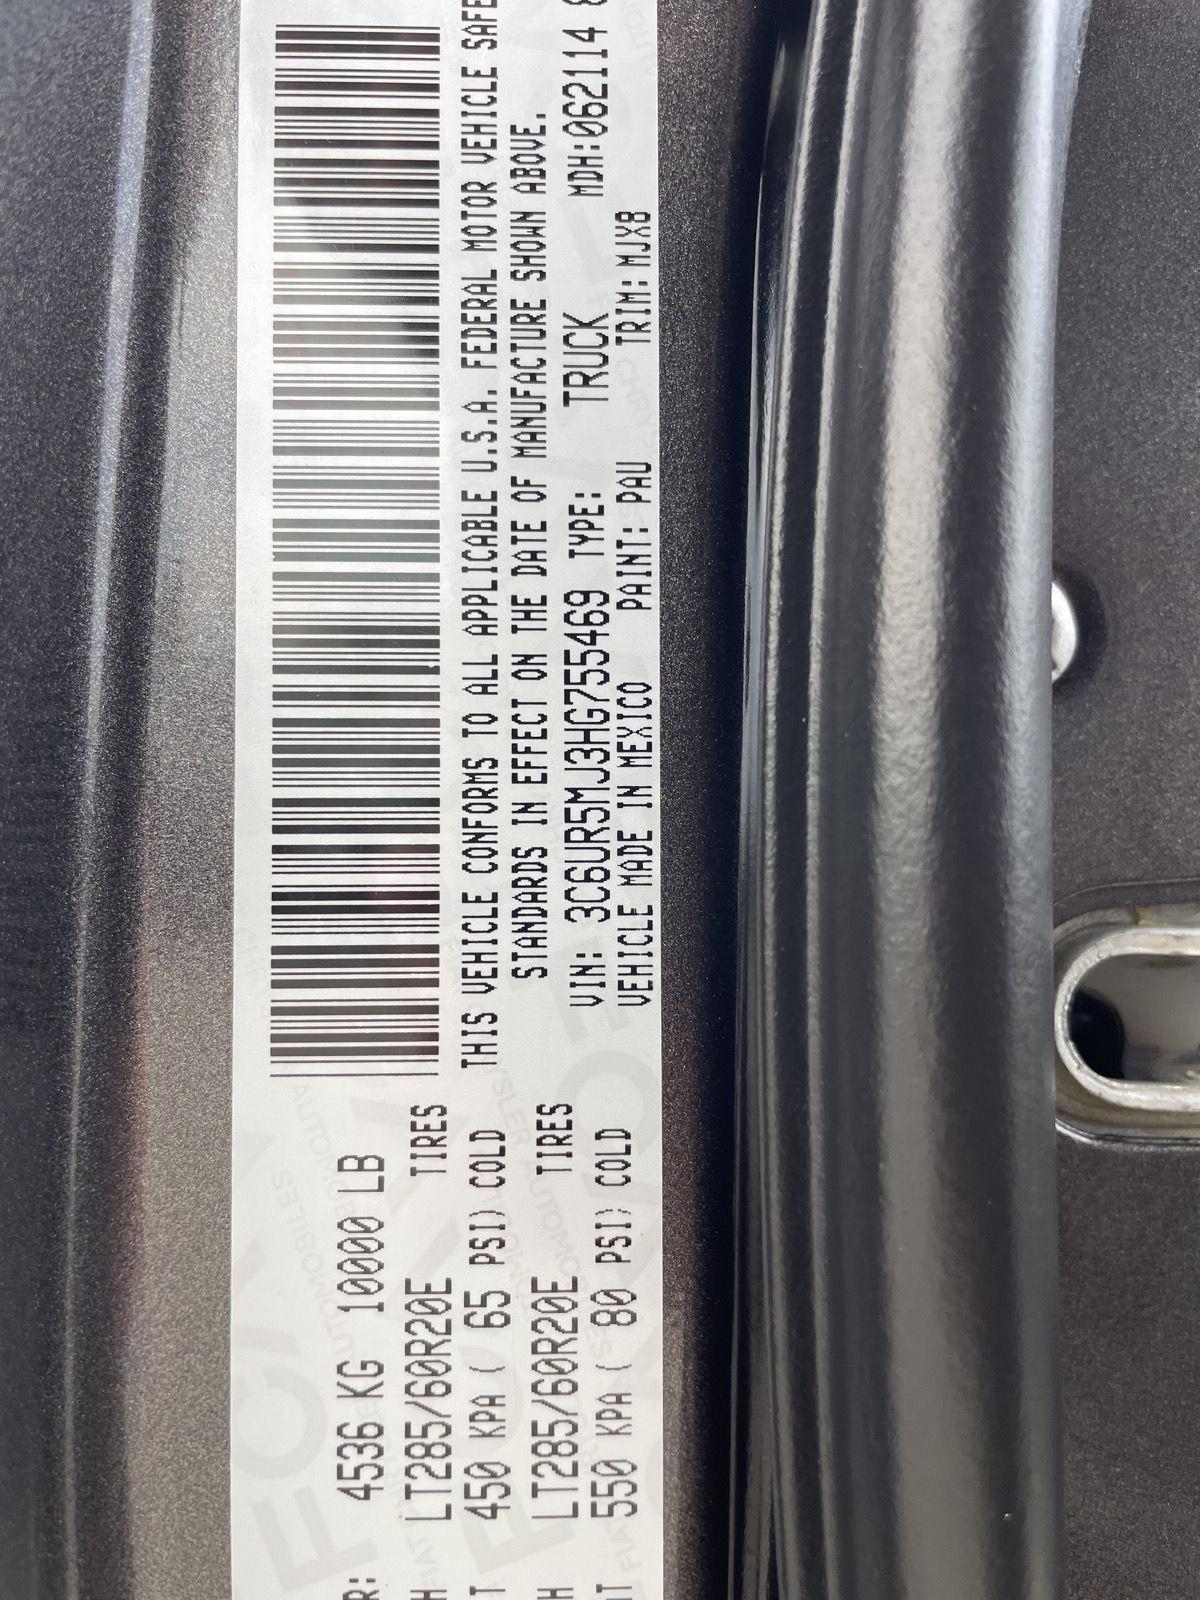 R: 4536 KG 10000 LB
H LT285/60R20E TIRES
T 450 KPA ( 65 PSI) COLD
H LT285/60R20E TIRES
IT 550 KPA ( 80 PSI) COLD
THIS VEHICLE CONFORMS TO ALL APPLICABLE U.S.A. FEDERAL MOTOR VEHICLE SAFE
STANDARDS IN EFFECT ON THE DATE OF MANUFACTURE SHOWN ABOVE.
VIN: 3C6UR5MJ3HG755469 TYPE: TRUCK MDH:062114
VEHICLE MADE IN MEXICO PAINT: PAU TRIM: MJX8